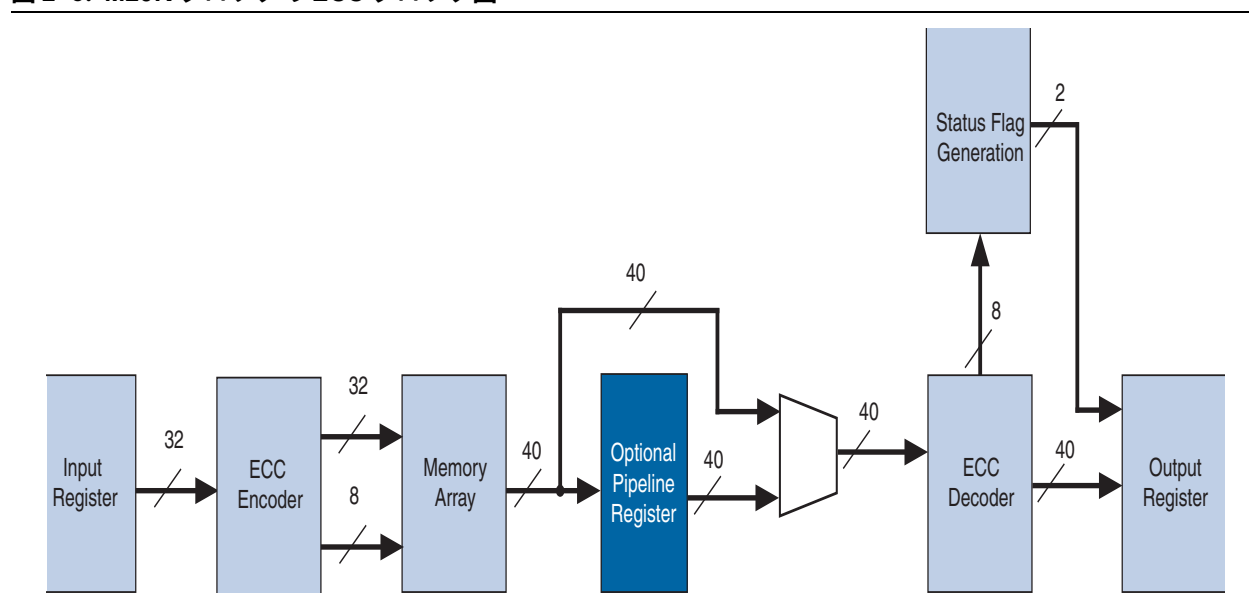 2
Status Flag
Generation
40
8
32
32
40
40
40
40
8
Input
Register
ECC
Encoder
Memory
Array
Optional
Pipeline
Register
ECC
Decoder
Output
Register